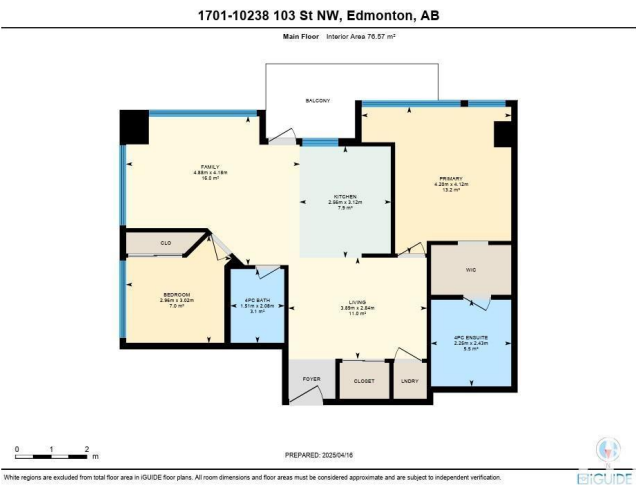 1701-10238 103 St NW, Edmonton, AB
Main Floor Interior Area 76.57 m²
BALCONY
FAMILY
4.88m x 4.18m
16.0 m²
PRIMARY
4.28m x 4.12m
13.2 m²
KITCHEN
2.56m x 3.12m
7.9 m²
CLO
WIC
BEDROOM
2.96m x 3.02m
7.0 m²
4PC BATH
1.51m x 2.08m
3.1 m²
LIVING
3.85m x 2.84m
11.0 m²
4PC ENSUITE
2.25m x 2.43m
5.5 m²
FOYER
CLOSET
LNDRY
0 1 2
m
PREPARED: 2025/04/16
N
White regions are excluded from total floor area in iGUIDE floor plans. All room dimensions and floor areas must be considered approximate and are subject to independent verification.
iGUIDE